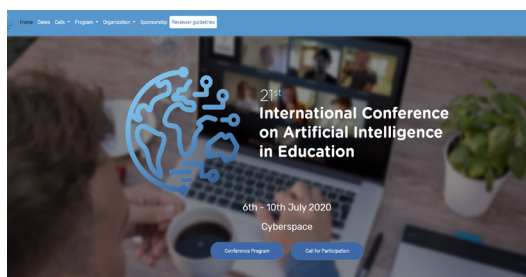 Home Dates Calls Program Organization Sponsorship Reviewer guidelines
21st
International Conference
on Artificial Intelligence
in Education
6th - 10th July 2020
Cyberspace
Conference Program Call for Participation